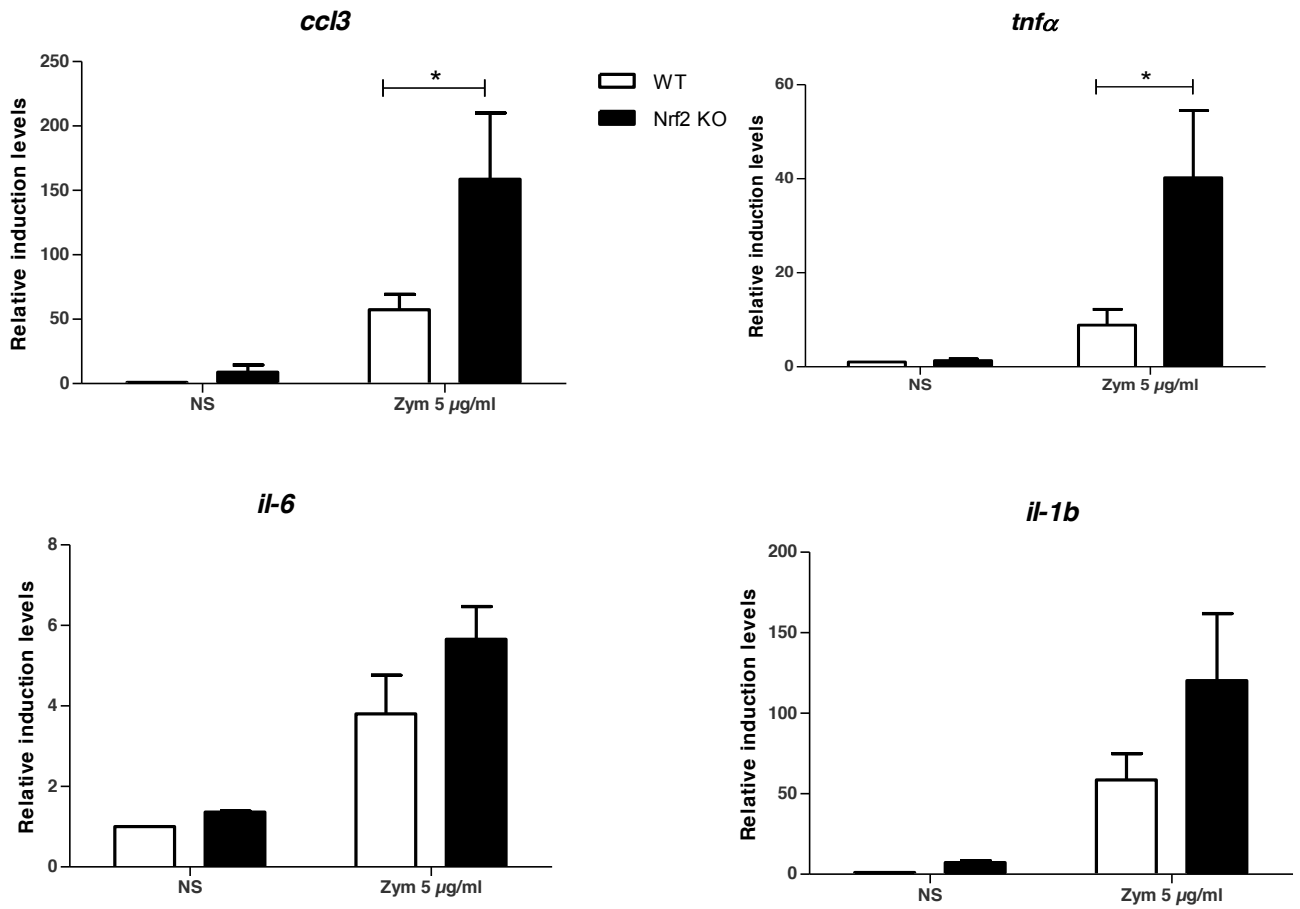 ccl3
Relative induction levels
250
200
150
100
50
0
*
NS
Zym 5 µg/ml
WT
Nrf2 KO
tnfα
Relative induction levels
60
40
20
0
*
NS
Zym 5 µg/ml
il-6
Relative induction levels
8
6
4
2
0
NS
Zym 5 µg/ml
il-1b
Relative induction levels
200
150
100
50
0
NS
Zym 5 µg/ml